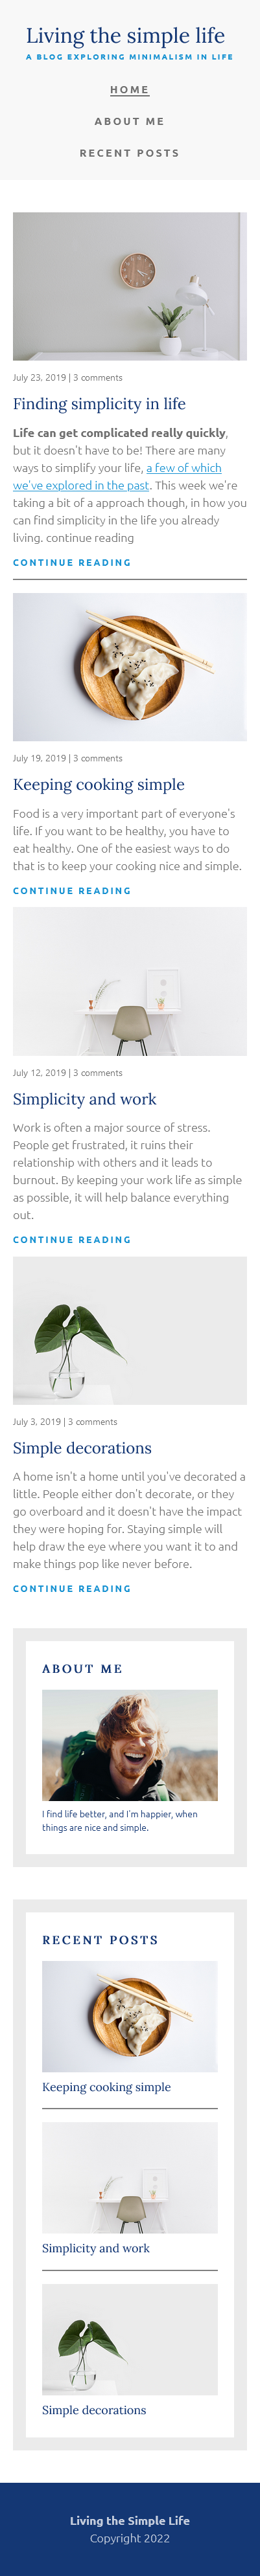 Living the simple life
A BLOG EXPLORING MINIMALISM IN LIFE
HOME
ABOUT ME
RECENT POSTS
July 23, 2019 | 3 comments
Finding simplicity in life
Life can get complicated really quickly,
but it doesn't have to be! There are many
ways to simplify your life, a few of which
we've explored in the past. This week we're
taking a bit of a approach though, in how you
can find simplicity in the life you already
living. continue reading
CONTINUE READING
July 19, 2019 | 3 comments
Keeping cooking simple
Food is a very important part of everyone's
life. If you want to be healthy, you have to
eat healthy. One of the easiest ways to do
that is to keep your cooking nice and simple.
CONTINUE READING
July 12, 2019 | 3 comments
Simplicity and work
Work is often a major source of stress.
People get frustrated, it ruins their
relationship with others and it leads to
burnout. By keeping your work life as simple
as possible, it will help balance everything
out.
CONTINUE READING
July 3, 2019 | 3 comments
Simple decorations
A home isn't a home until you've decorated a
little. People either don't decorate, or they
go overboard and it doesn't have the impact
they were hoping for. Staying simple will
help draw the eye where you want it to and
make things pop like never before.
CONTINUE READING
ABOUT ME
I find life better, and I'm happier, when
things are nice and simple.
RECENT POSTS
Keeping cooking simple
Simplicity and work
Simple decorations
Living the Simple Life
Copyright 2022